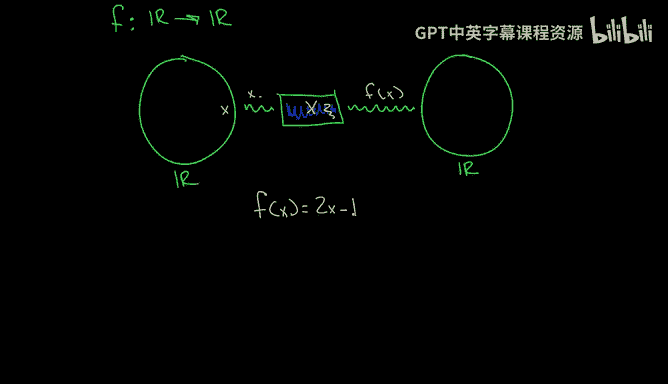 f: ℝ → ℝ
GPT中英字幕课程资源 bilibili
x
x
f(x)
ℝ
ℝ
f(x)=2x-1